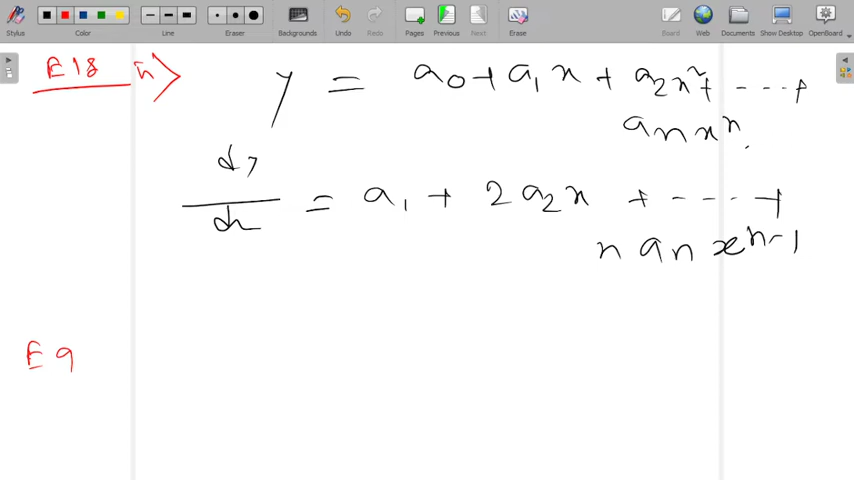 Stylus Color Line Eraser Backgrounds Undo Redo Pages Previous Next Erase Board Web Documents Show Desktop OpenBoard
E18 y = a0 + a1x + a2x² + ---- +
anxⁿ.
dy
— = a1 + 2a2x + ---- +
dx
n an xⁿ⁻¹
E9